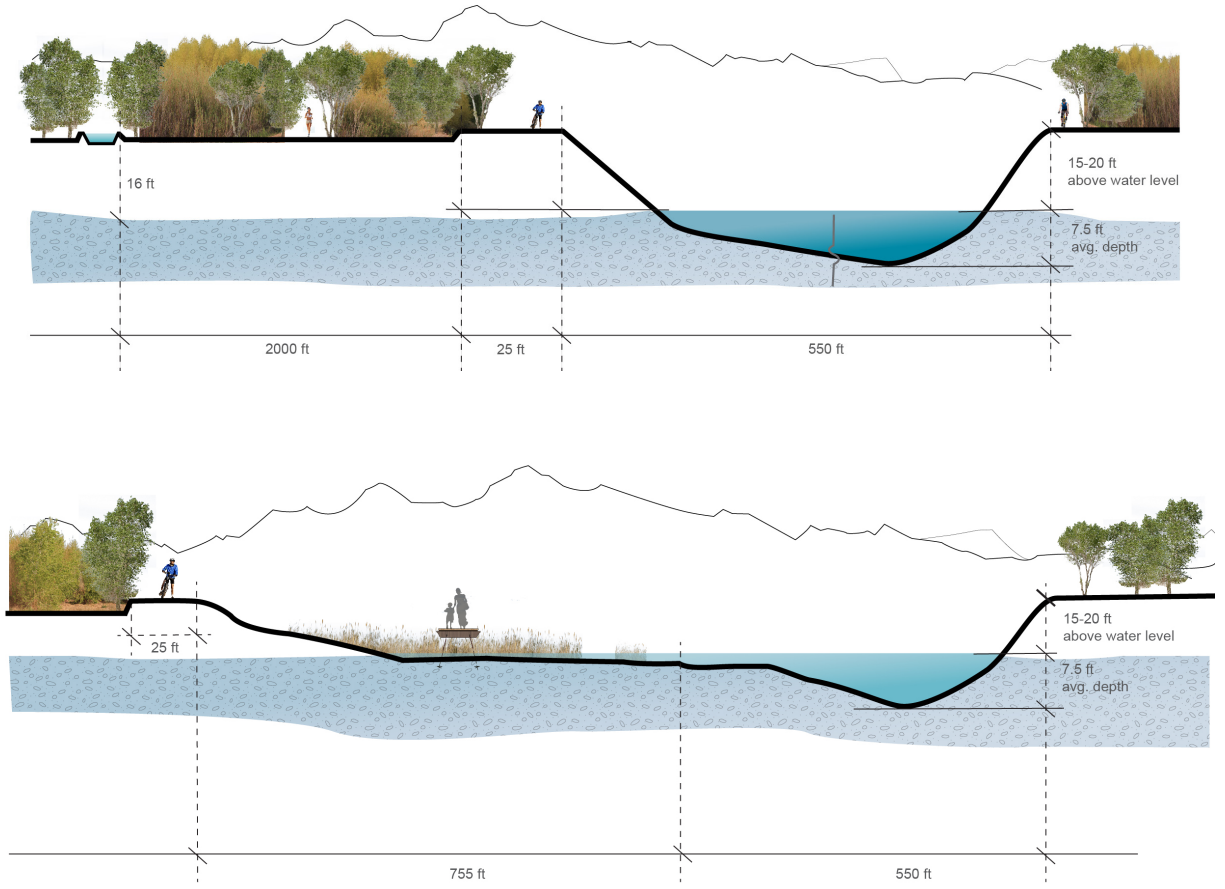 16 ft
15-20 ft
above water level
7.5 ft
avg. depth
2000 ft
25 ft
550 ft
25 ft
15-20 ft
above water level
7.5 ft
avg. depth
755 ft
550 ft